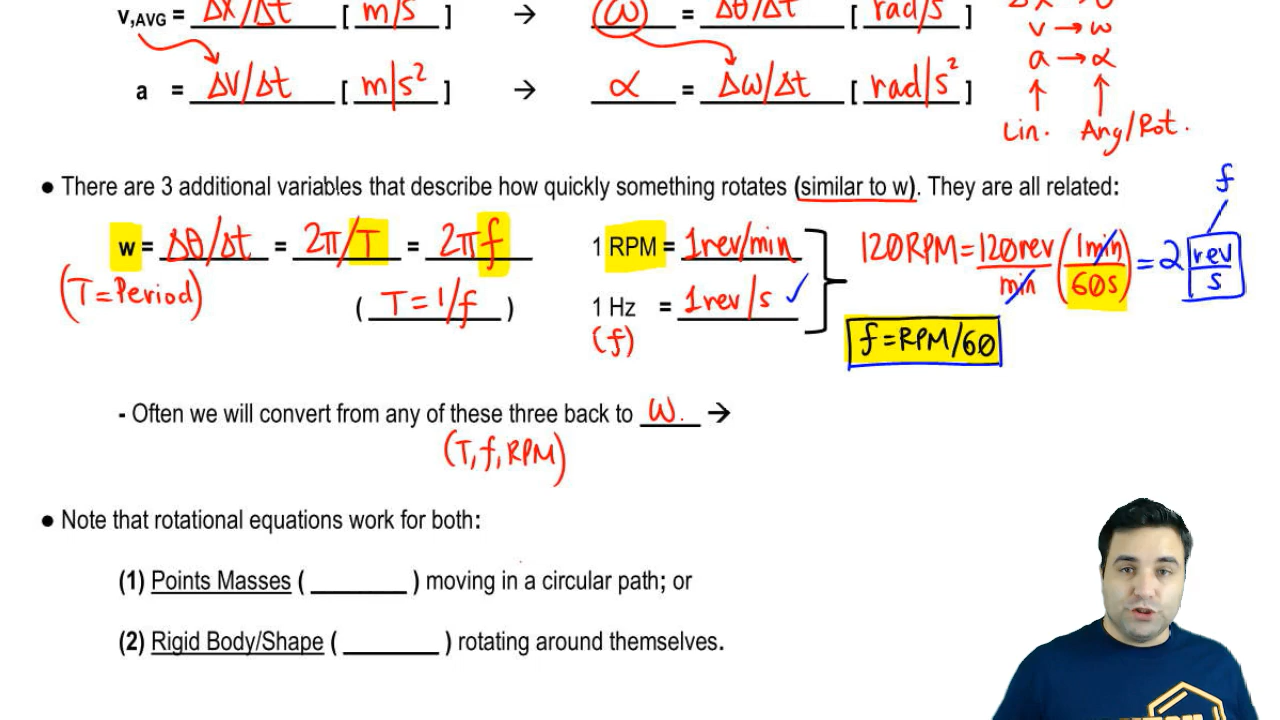 v,AVG = Δx/Δt [ m/s ] → ω = Δθ/Δt [ rad/s ]
v → ω
a = Δv/Δt [ m/s² ] → α = Δω/Δt [ rad/s² ]
a → α
Lin. Ang/Rot.
● There are 3 additional variables that describe how quickly something rotates (similar to w). They are all related:
f
w = Δθ/Δt = 2π/T = 2πf 1 RPM = 1rev/min
120RPM = 120rev/min (1min/60s) = 2 rev/s
(T=Period) ( T = 1/f ) 1 Hz = 1rev/s ✓
(f) f=RPM/60
- Often we will convert from any of these three back to ω. →
(T, f, RPM)
● Note that rotational equations work for both:
(1) Points Masses ( ________ ) moving in a circular path; or
(2) Rigid Body/Shape ( ________ ) rotating around themselves.